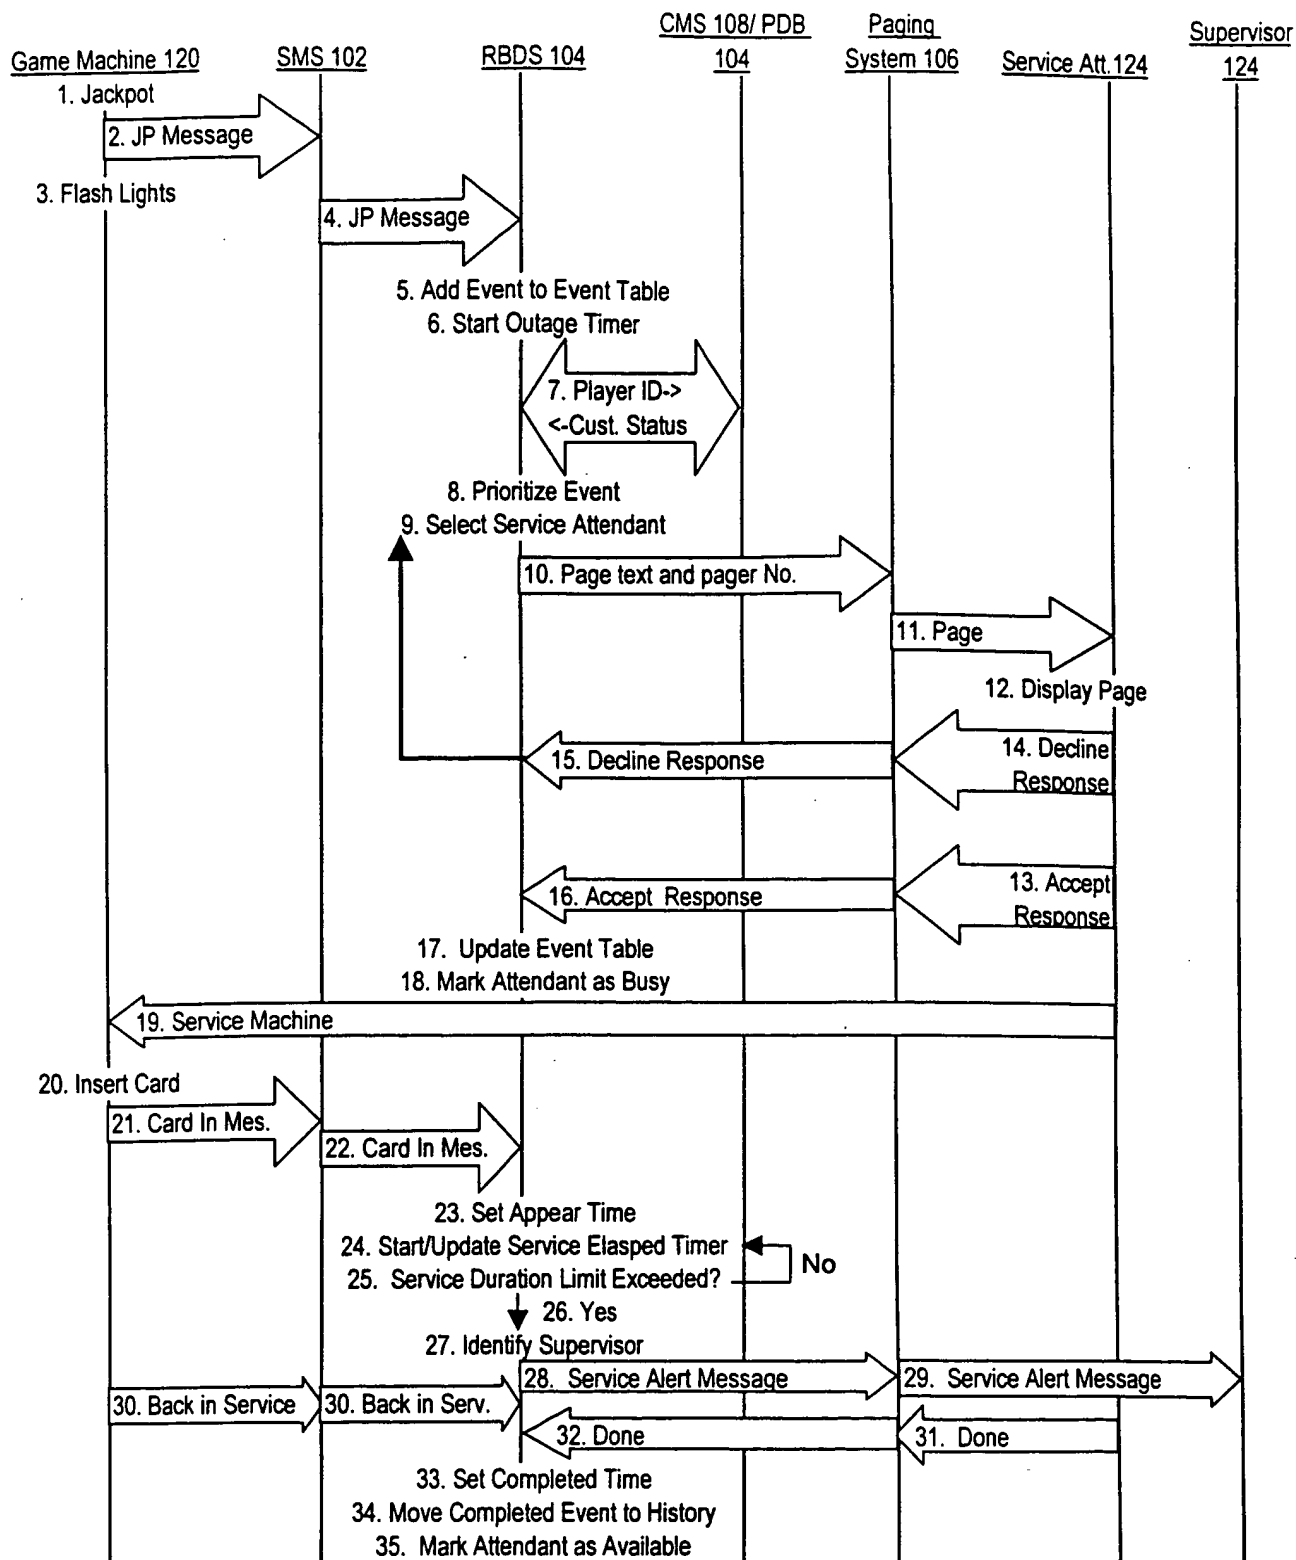 CMS 108/ PDB
104
Paging
System 106
Supervisor
124
Game Machine 120
SMS 102
RBDS 104
Service Att.124
1. Jackpot
2. JP Message
3. Flash Lights
4. JP Message
5. Add Event to Event Table
6. Start Outage Timer
7. Player ID->
<-Cust. Status
8. Prioritize Event
9. Select Service Attendant
10. Page text and pager No.
11. Page
12. Display Page
14. Decline
Response
15. Decline Response
13. Accept
Response
16. Accept Response
17. Update Event Table
18. Mark Attendant as Busy
19. Service Machine
20. Insert Card
21. Card In Mes.
22. Card In Mes.
23. Set Appear Time
24. Start/Update Service Elasped Timer
25. Service Duration Limit Exceeded?
No
26. Yes
27. Identify Supervisor
28. Service Alert Message
29. Service Alert Message
30. Back in Service
30. Back in Serv.
32. Done
31. Done
33. Set Completed Time
34. Move Completed Event to History
35. Mark Attendant as Available